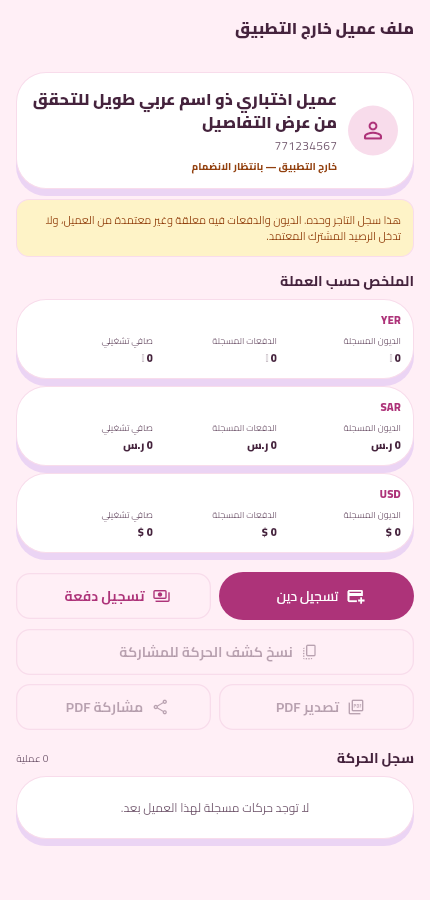 ملف عميل خارج التطبيق
عميل اختباري ذو اسم عربي طويل للتحقق
من عرض التفاصيل
771234567
خارج التطبيق — بانتظار الانضمام
هذا سجل التاجر وحده. الديون والدفعات فيه معلقة وغير معتمدة من العميل، ولا
تدخل الرصيد المشترك المعتمد.
الملخص حسب العملة
YER
الديون المسجلة الدفعات المسجلة صافي تشغيلي
0 0 0
SAR
الديون المسجلة الدفعات المسجلة صافي تشغيلي
0 ر.س 0 ر.س 0 ر.س
USD
الديون المسجلة الدفعات المسجلة صافي تشغيلي
0 $ 0 $ 0 $
تسجيل دين تسجيل دفعة
نسخ كشف الحركة للمشاركة
تصدير PDF مشاركة PDF
سجل الحركة 0 عملية
لا توجد حركات مسجلة لهذا العميل بعد.